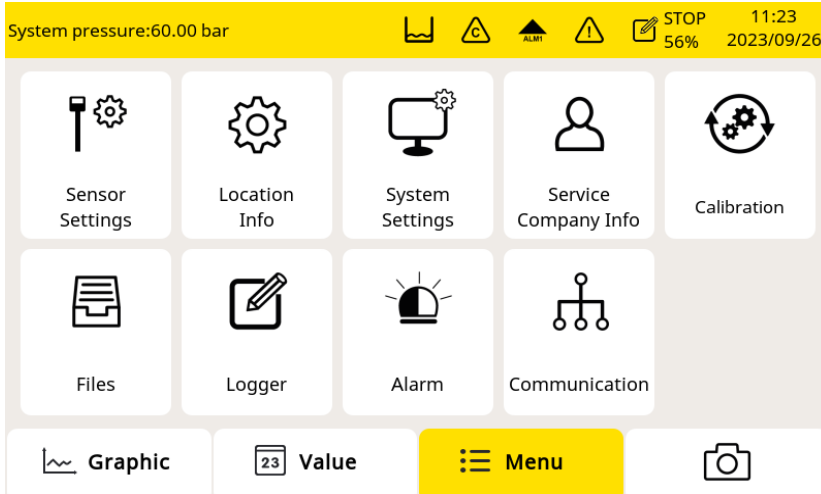 System pressure:60.00 bar
C
ALM1
!
STOP
56%
11:23
2023/09/26
Sensor
Settings
Location
Info
System
Settings
Service
Company Info
Calibration
Files
Logger
Alarm
Communication
Graphic
23
Value
Menu